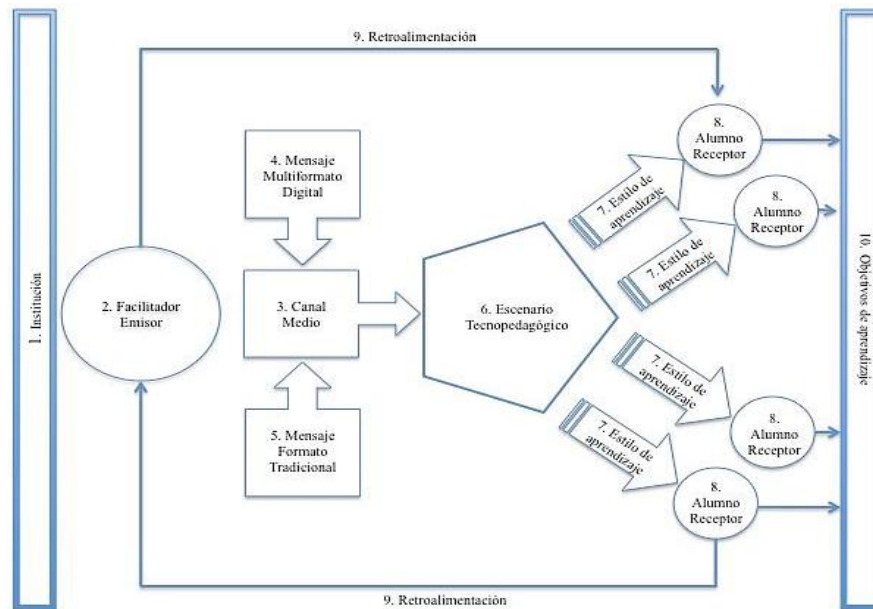 9. Retroalimentación
1. Institución
2. Facilitador
Emisor
4. Mensaje
Multiformato
Digital
3. Canal
Medio
5. Mensaje
Formato
Tradicional
6. Escenario
Tecnopedagógico
7. Estilo de
aprendizaje
7. Estilo de
aprendizaje
7. Estilo de
aprendizaje
7. Estilo de
aprendizaje
8.
Alumno
Receptor
8.
Alumno
Receptor
8.
Alumno
Receptor
8.
Alumno
Receptor
10. Objetivos de aprendizaje
9. Retroalimentación